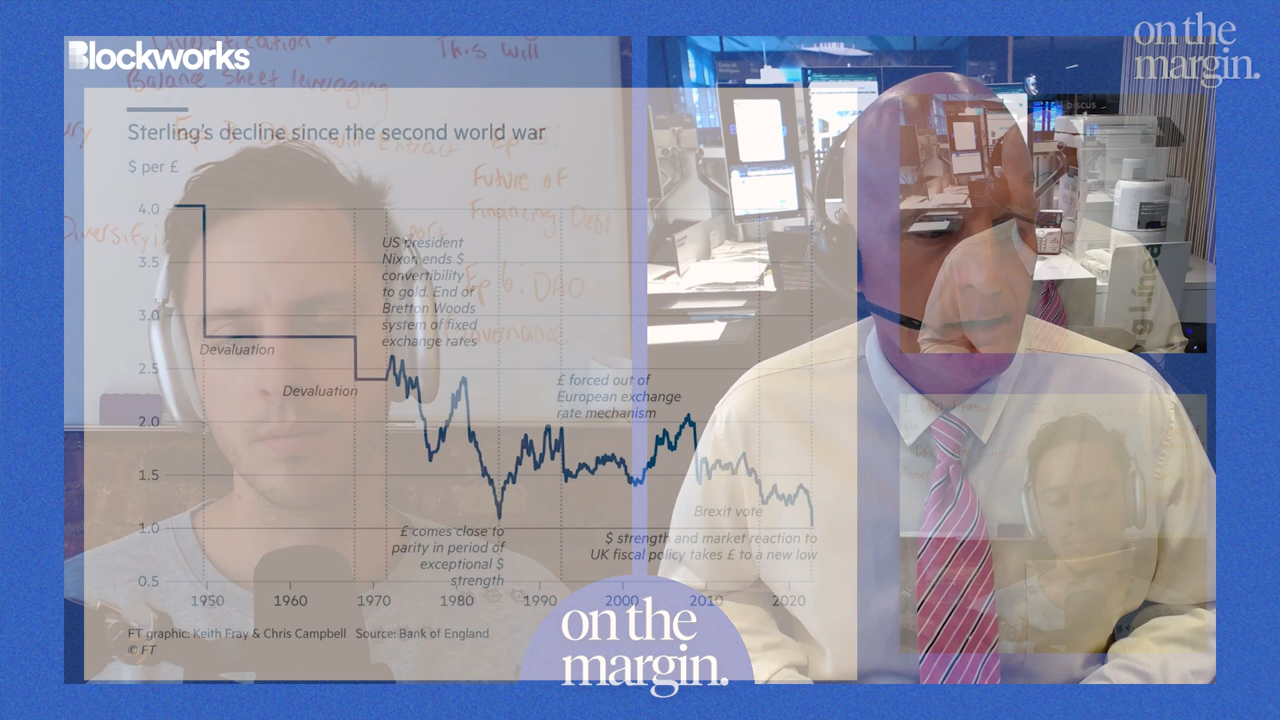 Blockworks
on the
margin.
Diversification +
This will
Balance Sheet leveraging
Sterling's decline since the second world war
$ per £
Future of
Financing: Debt
Ep 6: DAO
Governance
4.0
3.5
3.0
2.5
2.0
1.5
1.0
0.5
US president
Nixon ends $
convertibility
to gold. End of
Bretton Woods
system of fixed
exchange rates
Devaluation
Devaluation
£ forced out of
European exchange
rate mechanism
Brexit vote
£ comes close to
parity in period of
exceptional $
strength
$ strength and market reaction to
UK fiscal policy takes £ to a new low
1950 1960 1970 1980 1990 2000 2010 2020
FT graphic: Keith Fray & Chris Campbell Source: Bank of England
© FT
on the
margin.